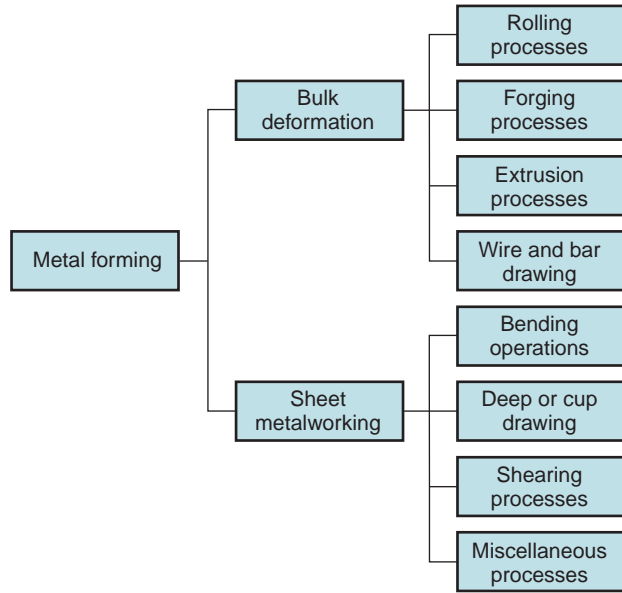 Metal forming
Bulk
deformation
Rolling
processes
Forging
processes
Extrusion
processes
Wire and bar
drawing
Sheet
metalworking
Bending
operations
Deep or cup
drawing
Shearing
processes
Miscellaneous
processes